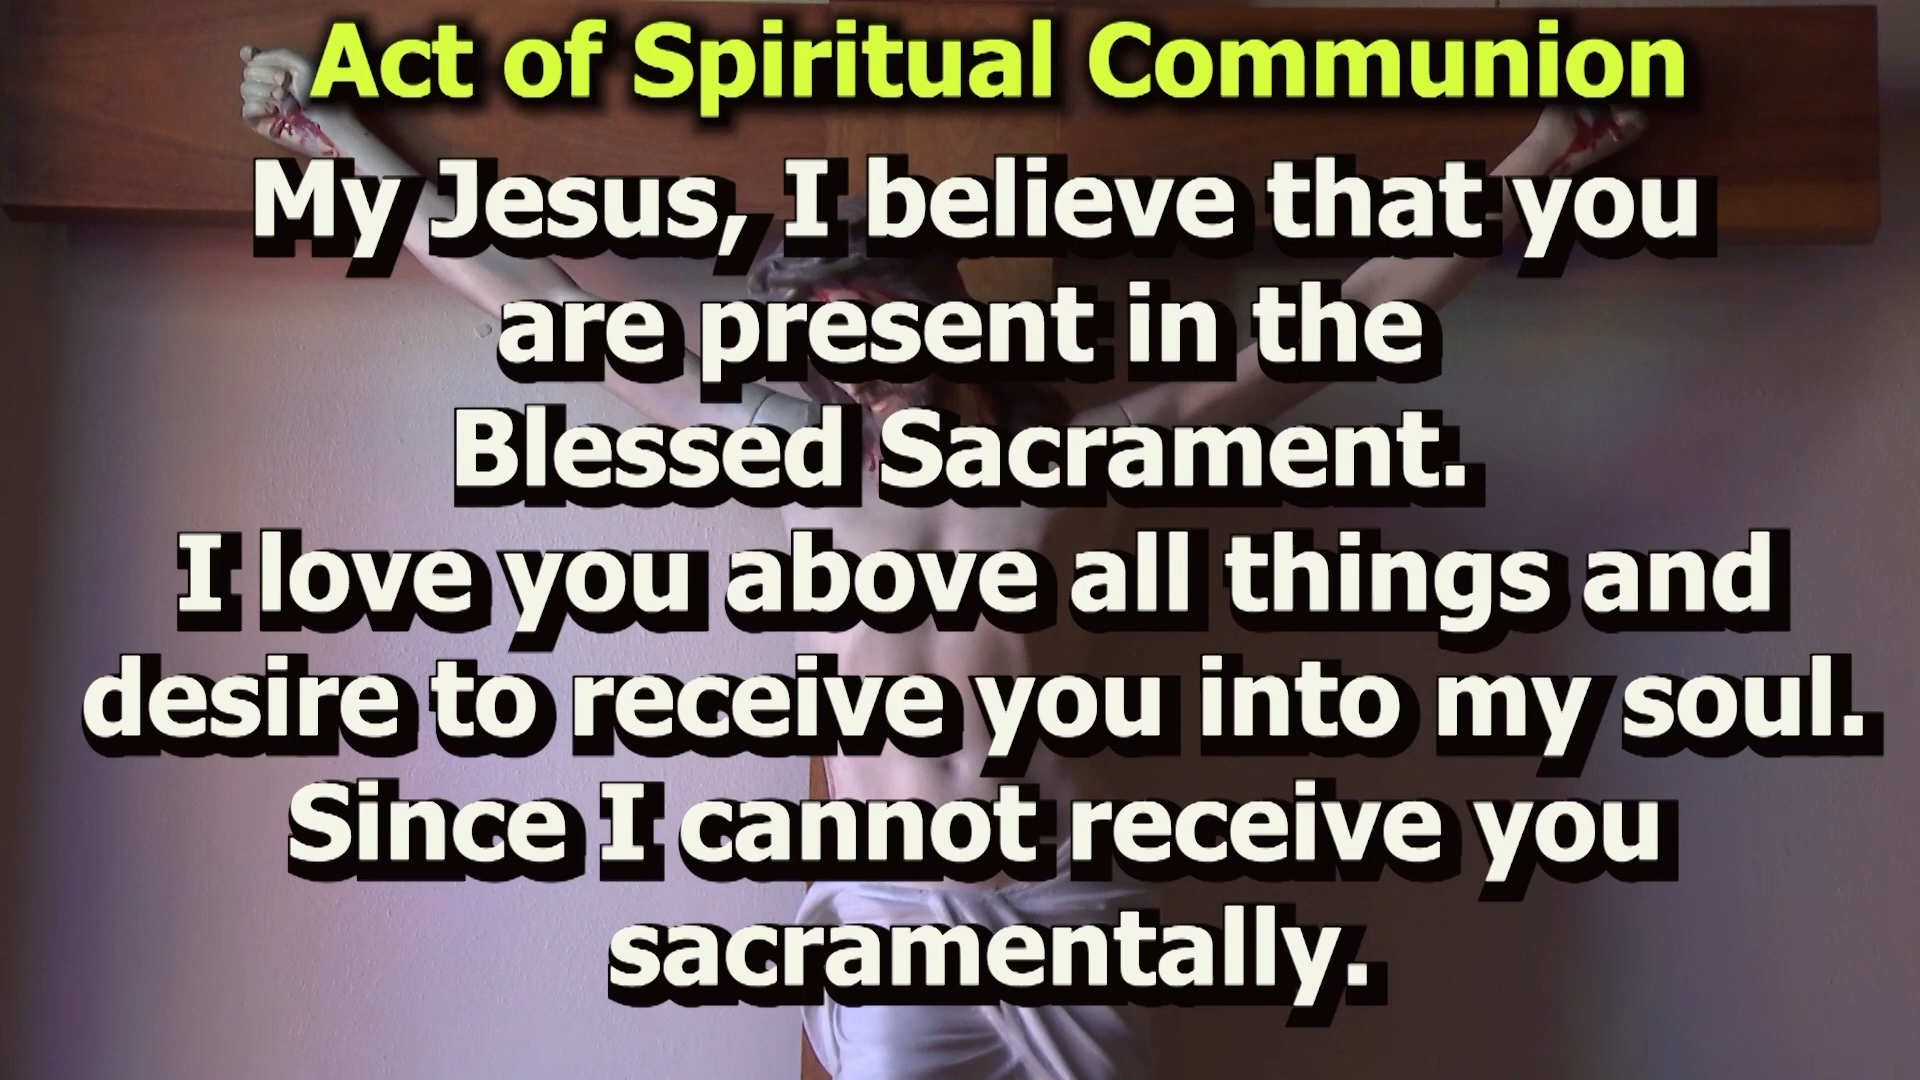 Act of Spiritual Communion
My Jesus, I believe that you
are present in the
Blessed Sacrament.
I love you above all things and
desire to receive you into my soul.
Since I cannot receive you
sacramentally.